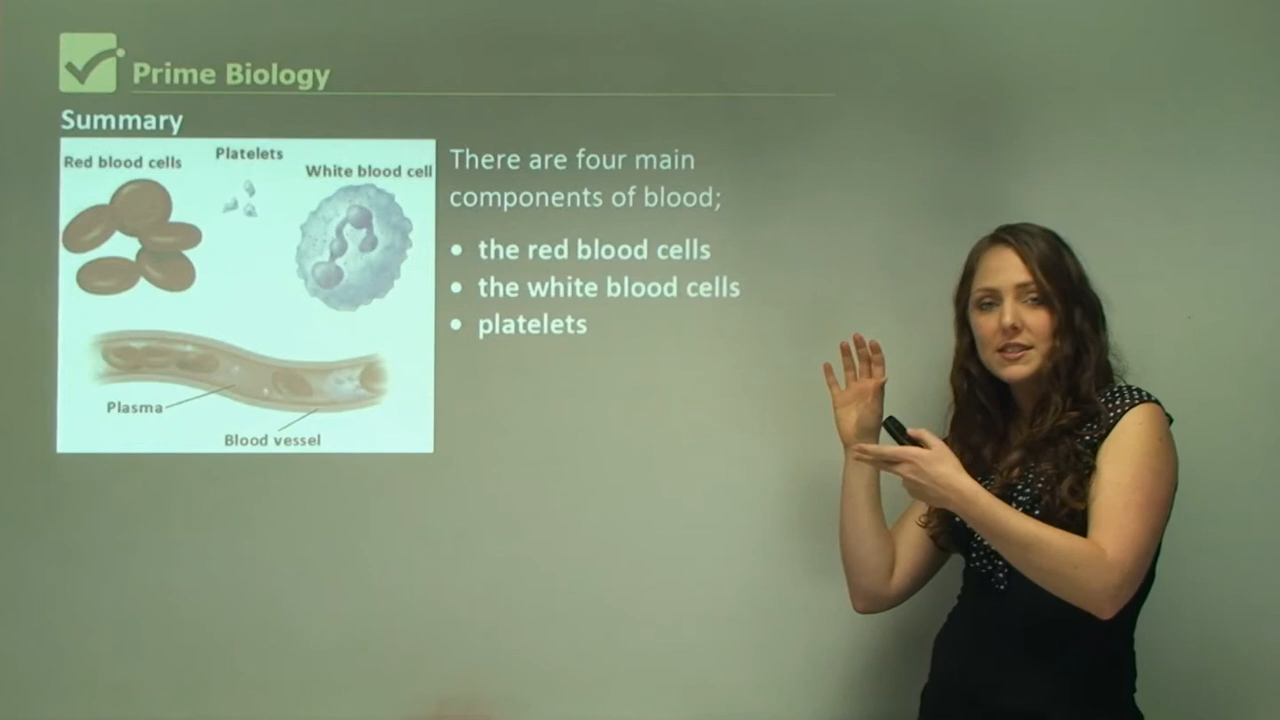 Prime Biology
Summary
Red blood cells
Platelets
White blood cell
Plasma
Blood vessel
There are four main
components of blood;
• the red blood cells
• the white blood cells
• platelets